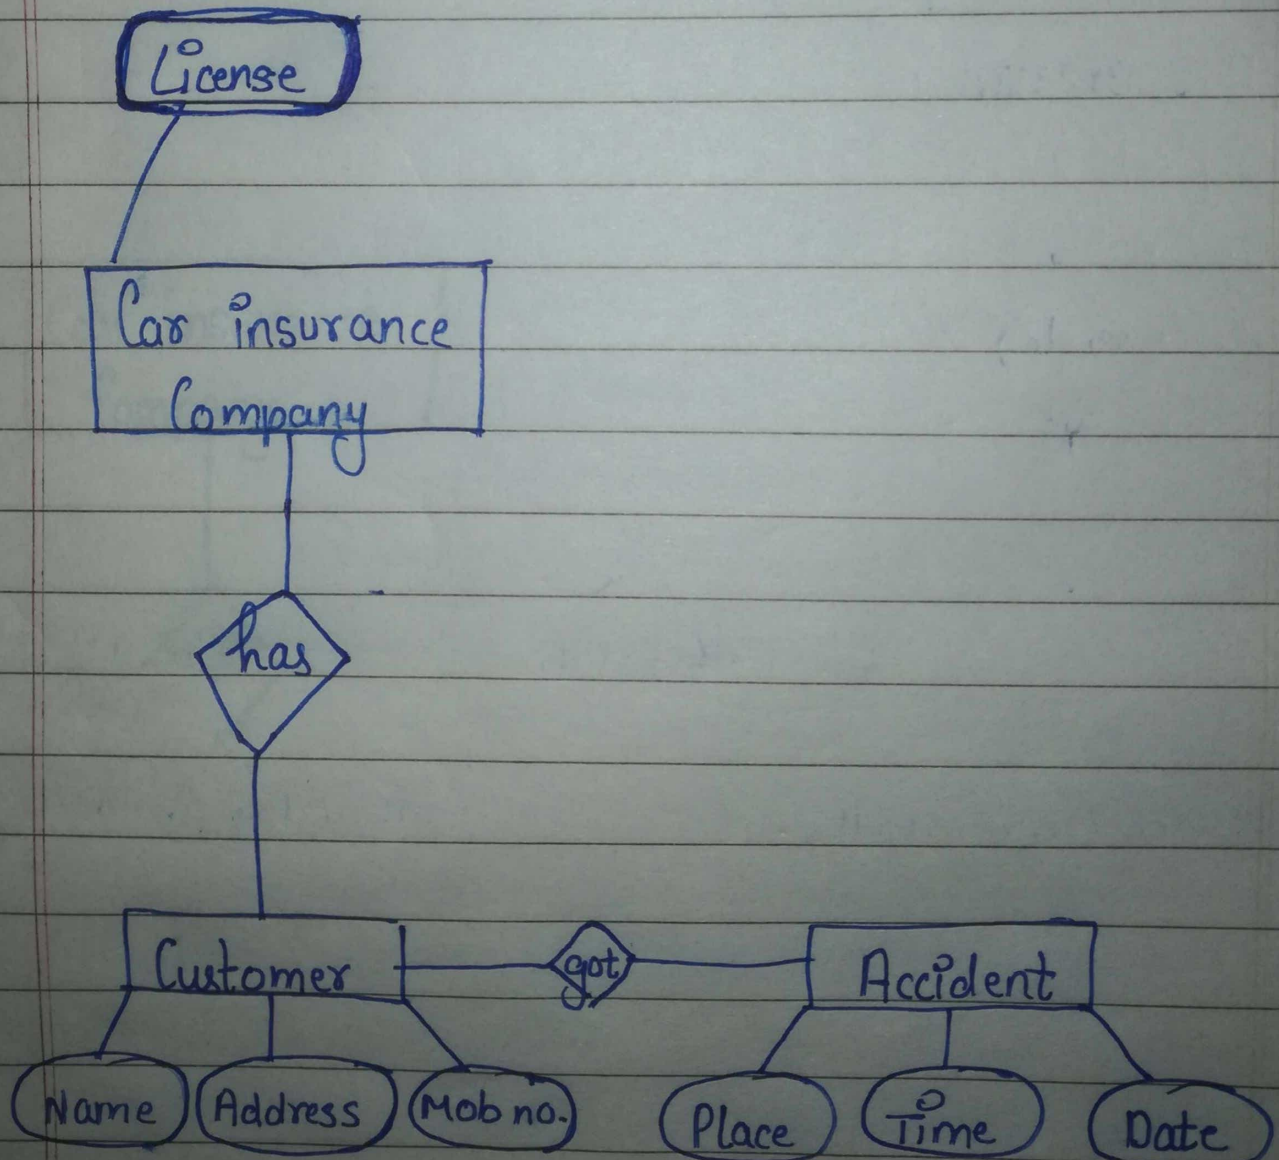 License
Car insurance
Company
has
Customer
got
Accident
Name
Address
Mob no.
Place
Time
Date